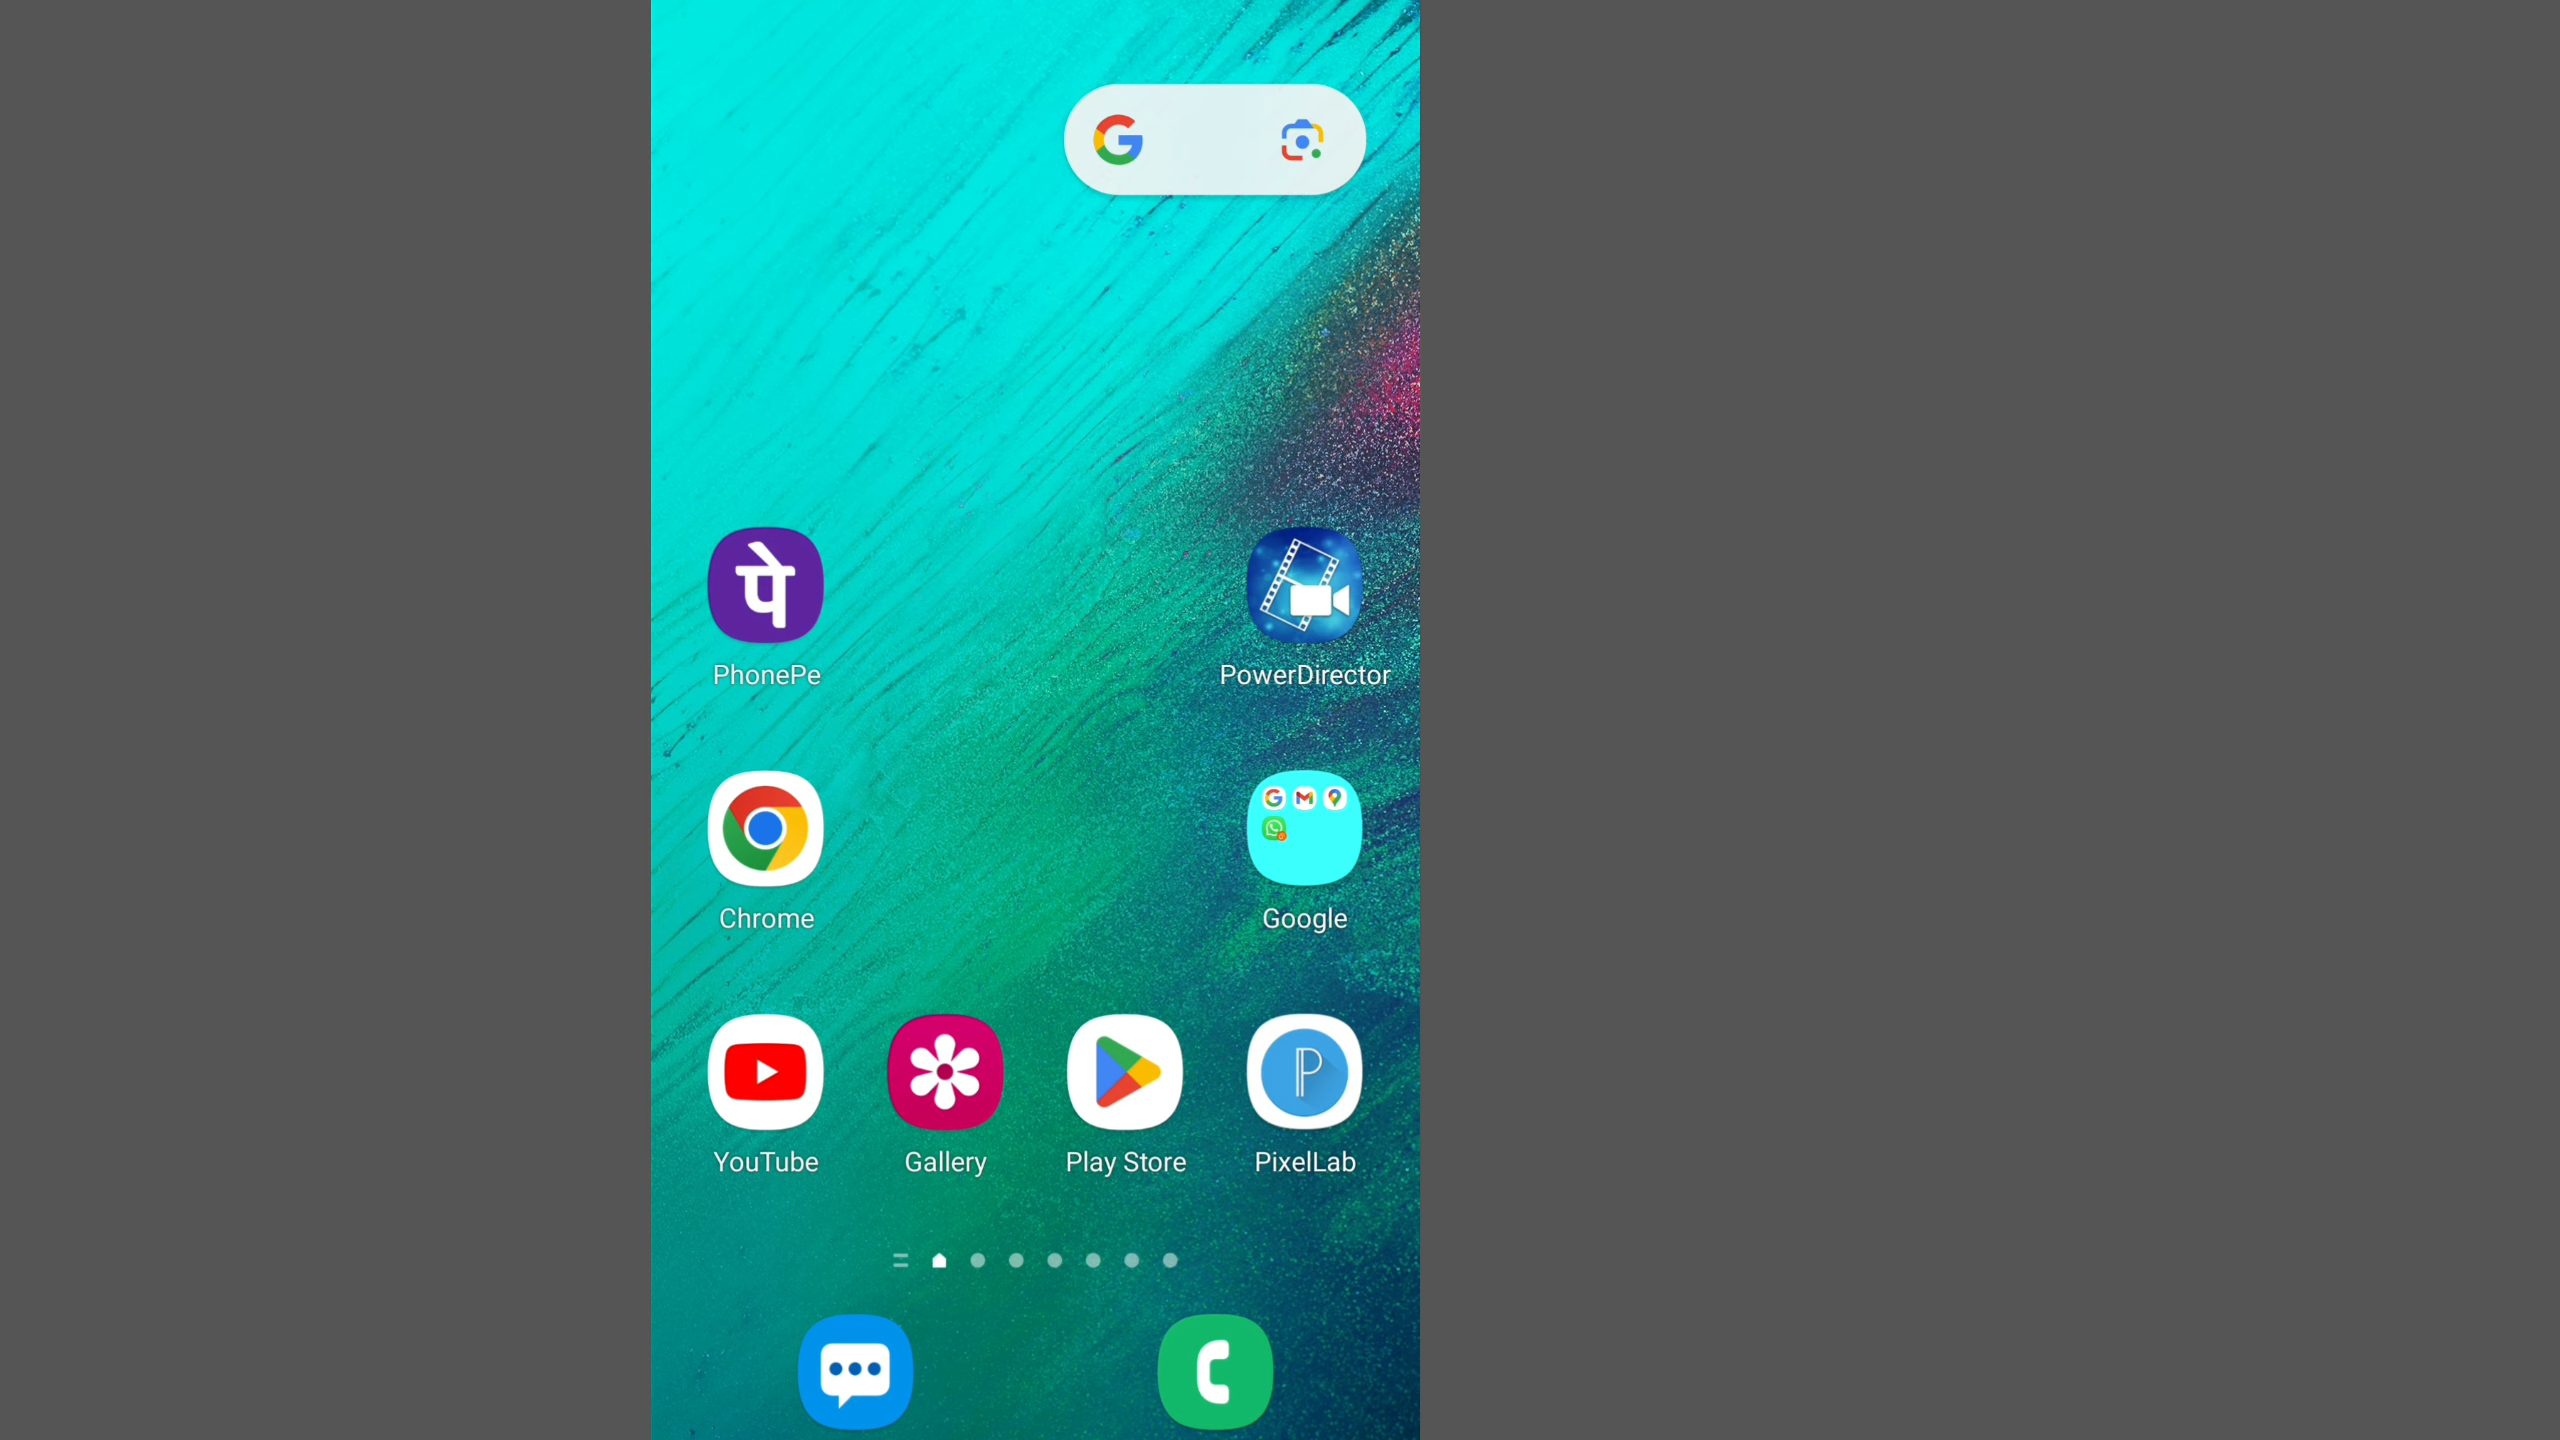 पे
PhonePe
PowerDirector
Chrome
Google
YouTube
Gallery
Play Store
PixelLab